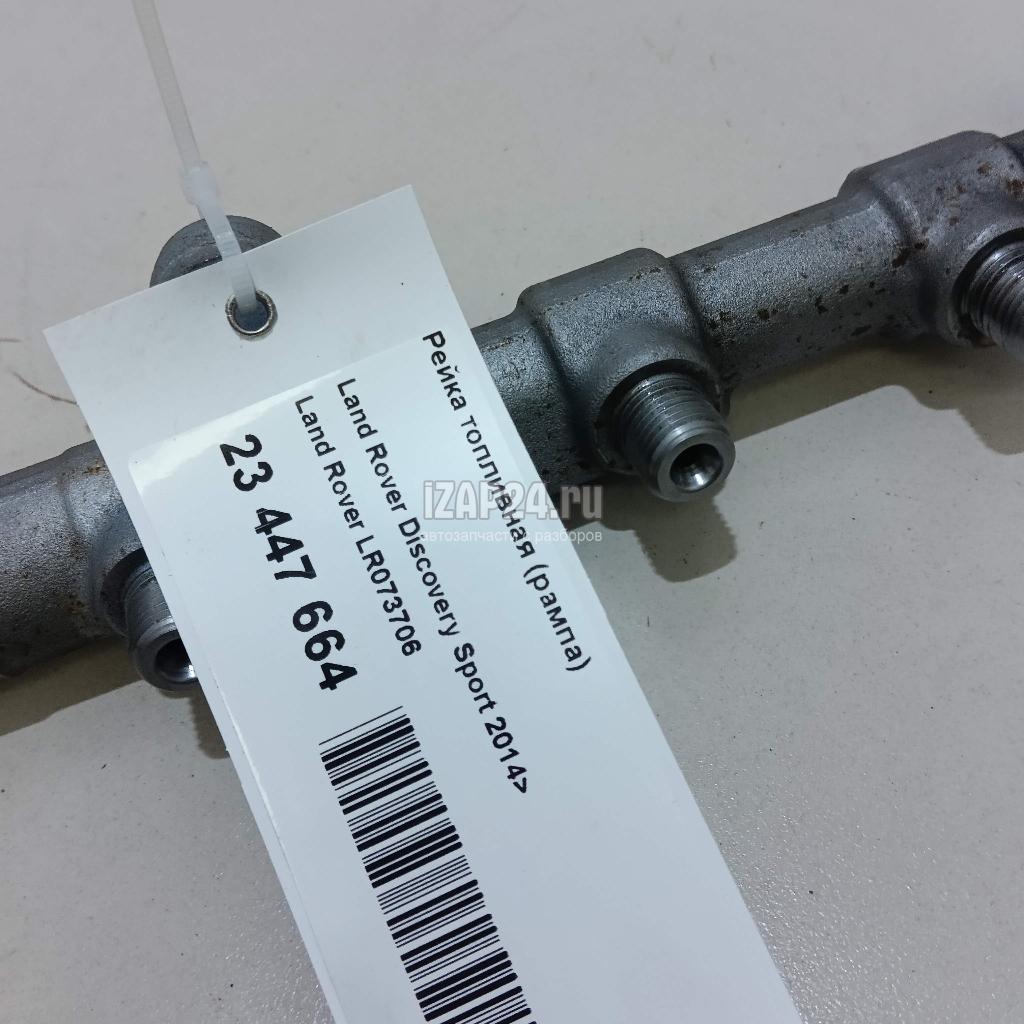 Рейка топливная (рампа)
Land Rover Discovery Sport 2014>
Land Rover LR073706
23 447 664
iZAP24.ru
автозапчасти с разборов